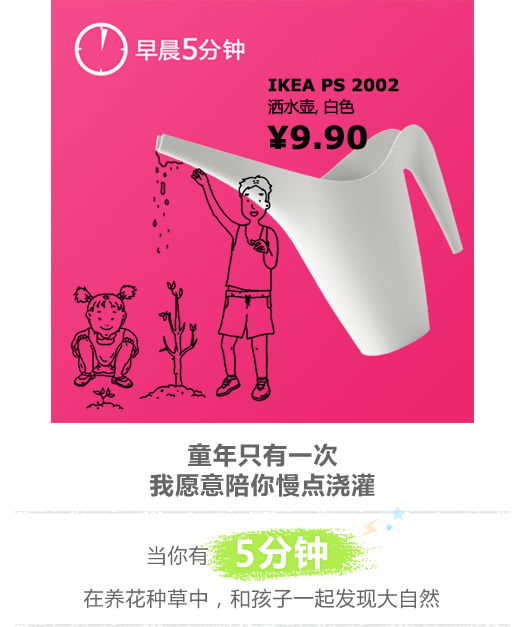 早晨5分钟
IKEA PS 2002
洒水壶, 白色
¥9.90
童年只有一次
我愿意陪你慢点浇灌
当你有 5分钟
在养花种草中，和孩子一起发现大自然